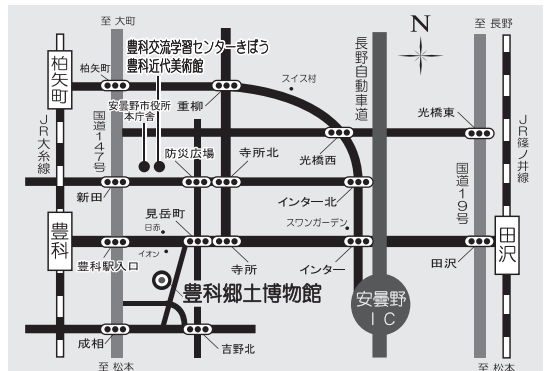 至 大町
N
至 長野
柏矢町
柏矢町
豊科交流学習センターきぼう
豊科近代美術館
スイス村
長野自動車道
安曇野市役所
本庁舎
重柳
光橋東
JR大糸線
国道147号
防災広場
寺所北
光橋西
JR篠ノ井線
国道19号
新田
インター北
見岳町
日赤
スワンガーデン
豊科
イオン
田沢
豊科駅入口
寺所
インター
田沢
豊科郷土博物館
安曇野
IC
成相
吉野北
至 松本
至 松本